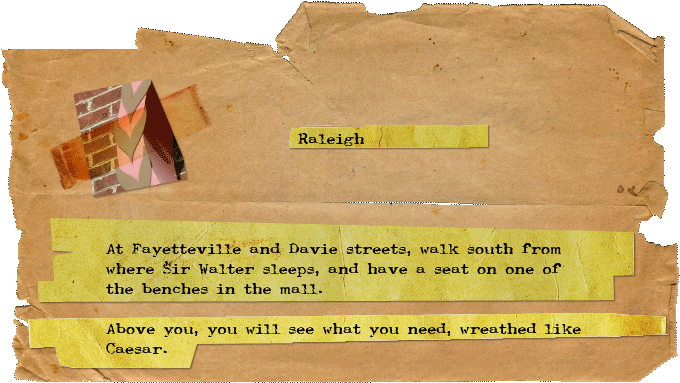 Raleigh
At Fayetteville and Davie streets, walk south from
where Sir Walter sleeps, and have a seat on one of
the benches in the mall.
Above you, you will see what you need, wreathed like
Caesar.